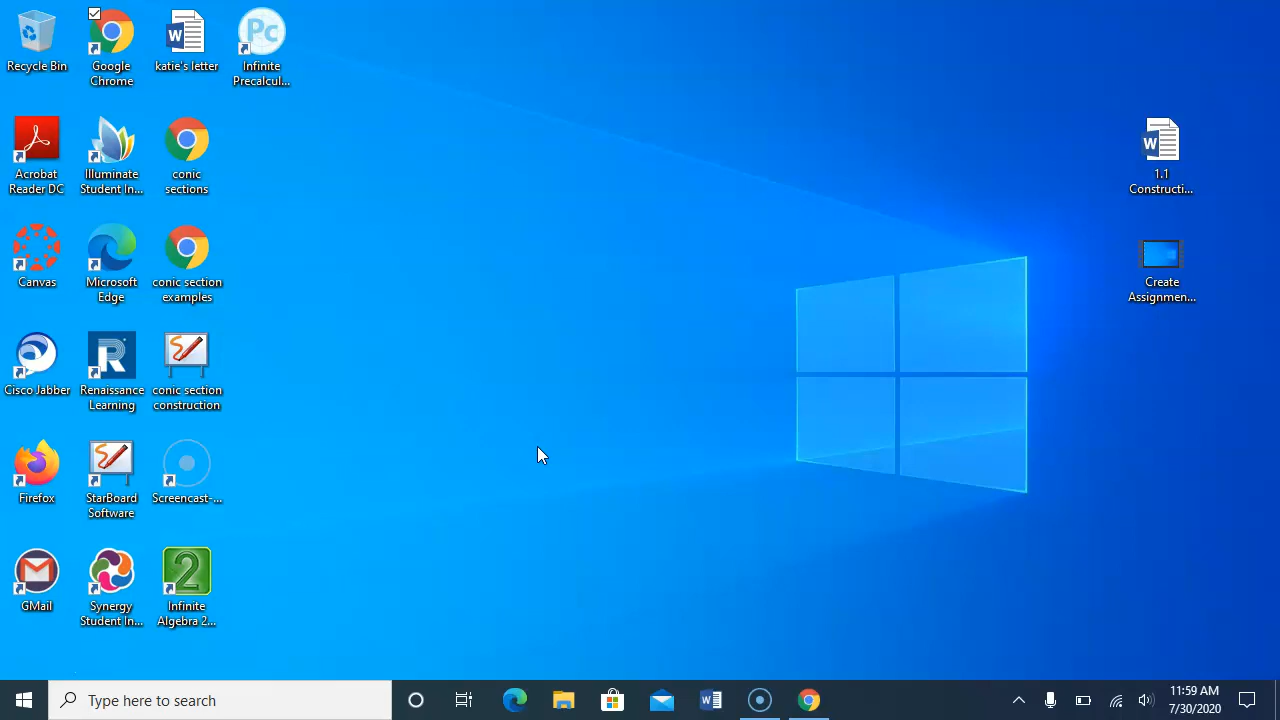 Recycle Bin
Google
Chrome
katie's letter
Pc
Infinite
Precalcul...
Acrobat
Reader DC
Illuminate
Student In...
conic
sections
W
1.1
Constructi...
Canvas
Microsoft
Edge
conic section
examples
Create
Assignmen...
Cisco Jabber
R
Renaissance
Learning
conic section
construction
Firefox
StarBoard
Software
Screencast-...
GMail
Synergy
Student In...
2
Infinite
Algebra 2...
Type here to search
11:59 AM
7/30/2020